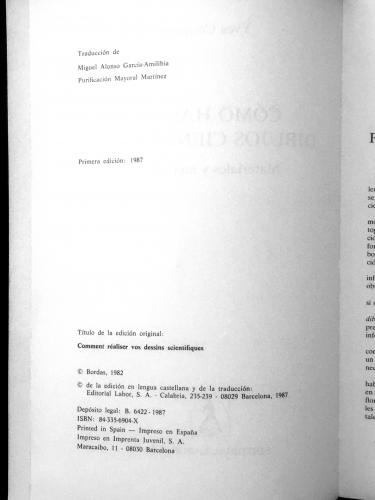 Traducción de
Miguel Alonso García-Amilibia
Purificación Mayoral Martínez
Primera edición: 1987
Título de la edición original:
Comment réaliser vos dessins scientifiques
© Bordas, 1982
© de la edición en lengua castellana y de la traducción:
Editorial Labor, S. A. - Calabria, 235-239 - 08029 Barcelona, 1987
Depósito legal: B. 6422 - 1987
ISBN: 84-335-6904-X
Printed in Spain — Impreso en España
Impreso en Imprenta Juvenil, S. A.
Maracaibo, 11 - 08030 Barcelona